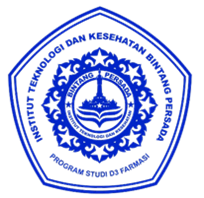 INSTITUT TEKNOLOGI DAN KESEHATAN BINTANG PERSADA
BINTANG PERSADA
INSTITUT TEKNOLOGI DAN KESEHATAN
PROGRAM STUDI D3 FARMASI